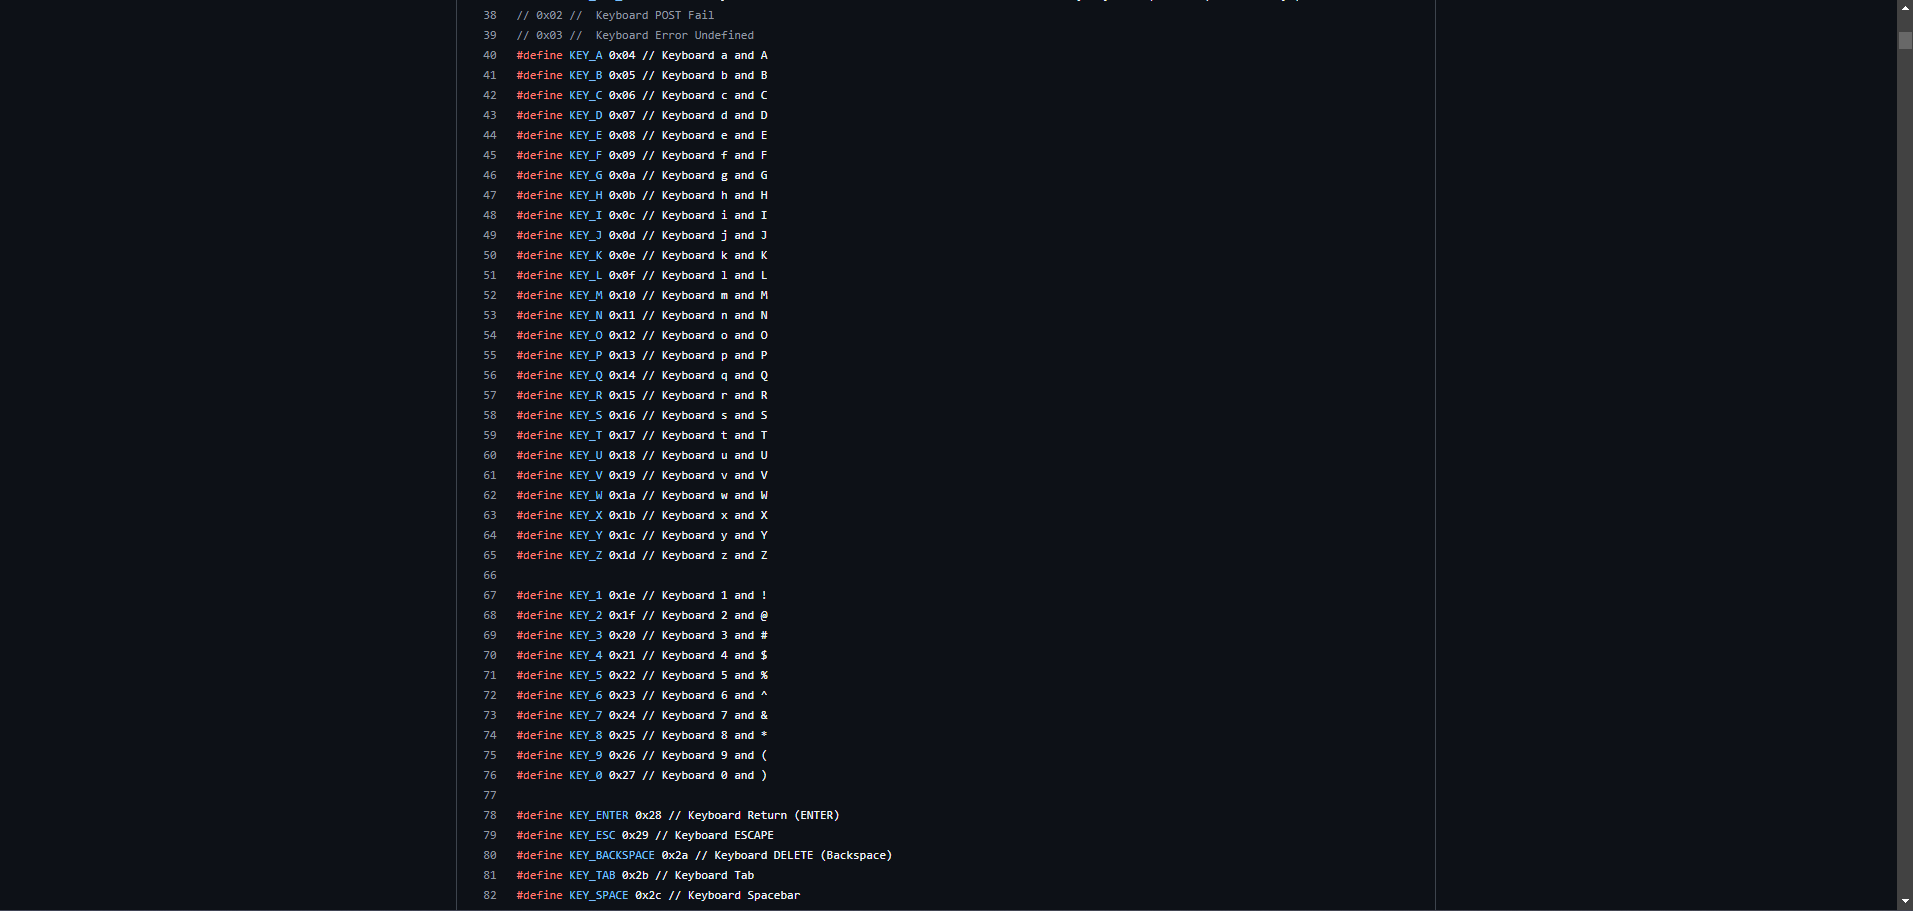 38 // 0x02 //  Keyboard POST Fail
39 // 0x03 //  Keyboard Error Undefined
40 #define KEY_A 0x04 // Keyboard a and A
41 #define KEY_B 0x05 // Keyboard b and B
42 #define KEY_C 0x06 // Keyboard c and C
43 #define KEY_D 0x07 // Keyboard d and D
44 #define KEY_E 0x08 // Keyboard e and E
45 #define KEY_F 0x09 // Keyboard f and F
46 #define KEY_G 0x0a // Keyboard g and G
47 #define KEY_H 0x0b // Keyboard h and H
48 #define KEY_I 0x0c // Keyboard i and I
49 #define KEY_J 0x0d // Keyboard j and J
50 #define KEY_K 0x0e // Keyboard k and K
51 #define KEY_L 0x0f // Keyboard l and L
52 #define KEY_M 0x10 // Keyboard m and M
53 #define KEY_N 0x11 // Keyboard n and N
54 #define KEY_O 0x12 // Keyboard o and O
55 #define KEY_P 0x13 // Keyboard p and P
56 #define KEY_Q 0x14 // Keyboard q and Q
57 #define KEY_R 0x15 // Keyboard r and R
58 #define KEY_S 0x16 // Keyboard s and S
59 #define KEY_T 0x17 // Keyboard t and T
60 #define KEY_U 0x18 // Keyboard u and U
61 #define KEY_V 0x19 // Keyboard v and V
62 #define KEY_W 0x1a // Keyboard w and W
63 #define KEY_X 0x1b // Keyboard x and X
64 #define KEY_Y 0x1c // Keyboard y and Y
65 #define KEY_Z 0x1d // Keyboard z and Z
66
67 #define KEY_1 0x1e // Keyboard 1 and !
68 #define KEY_2 0x1f // Keyboard 2 and @
69 #define KEY_3 0x20 // Keyboard 3 and #
70 #define KEY_4 0x21 // Keyboard 4 and $
71 #define KEY_5 0x22 // Keyboard 5 and %
72 #define KEY_6 0x23 // Keyboard 6 and ^
73 #define KEY_7 0x24 // Keyboard 7 and &
74 #define KEY_8 0x25 // Keyboard 8 and *
75 #define KEY_9 0x26 // Keyboard 9 and (
76 #define KEY_0 0x27 // Keyboard 0 and )
77
78 #define KEY_ENTER 0x28 // Keyboard Return (ENTER)
79 #define KEY_ESC 0x29 // Keyboard ESCAPE
80 #define KEY_BACKSPACE 0x2a // Keyboard DELETE (Backspace)
81 #define KEY_TAB 0x2b // Keyboard Tab
82 #define KEY_SPACE 0x2c // Keyboard Spacebar